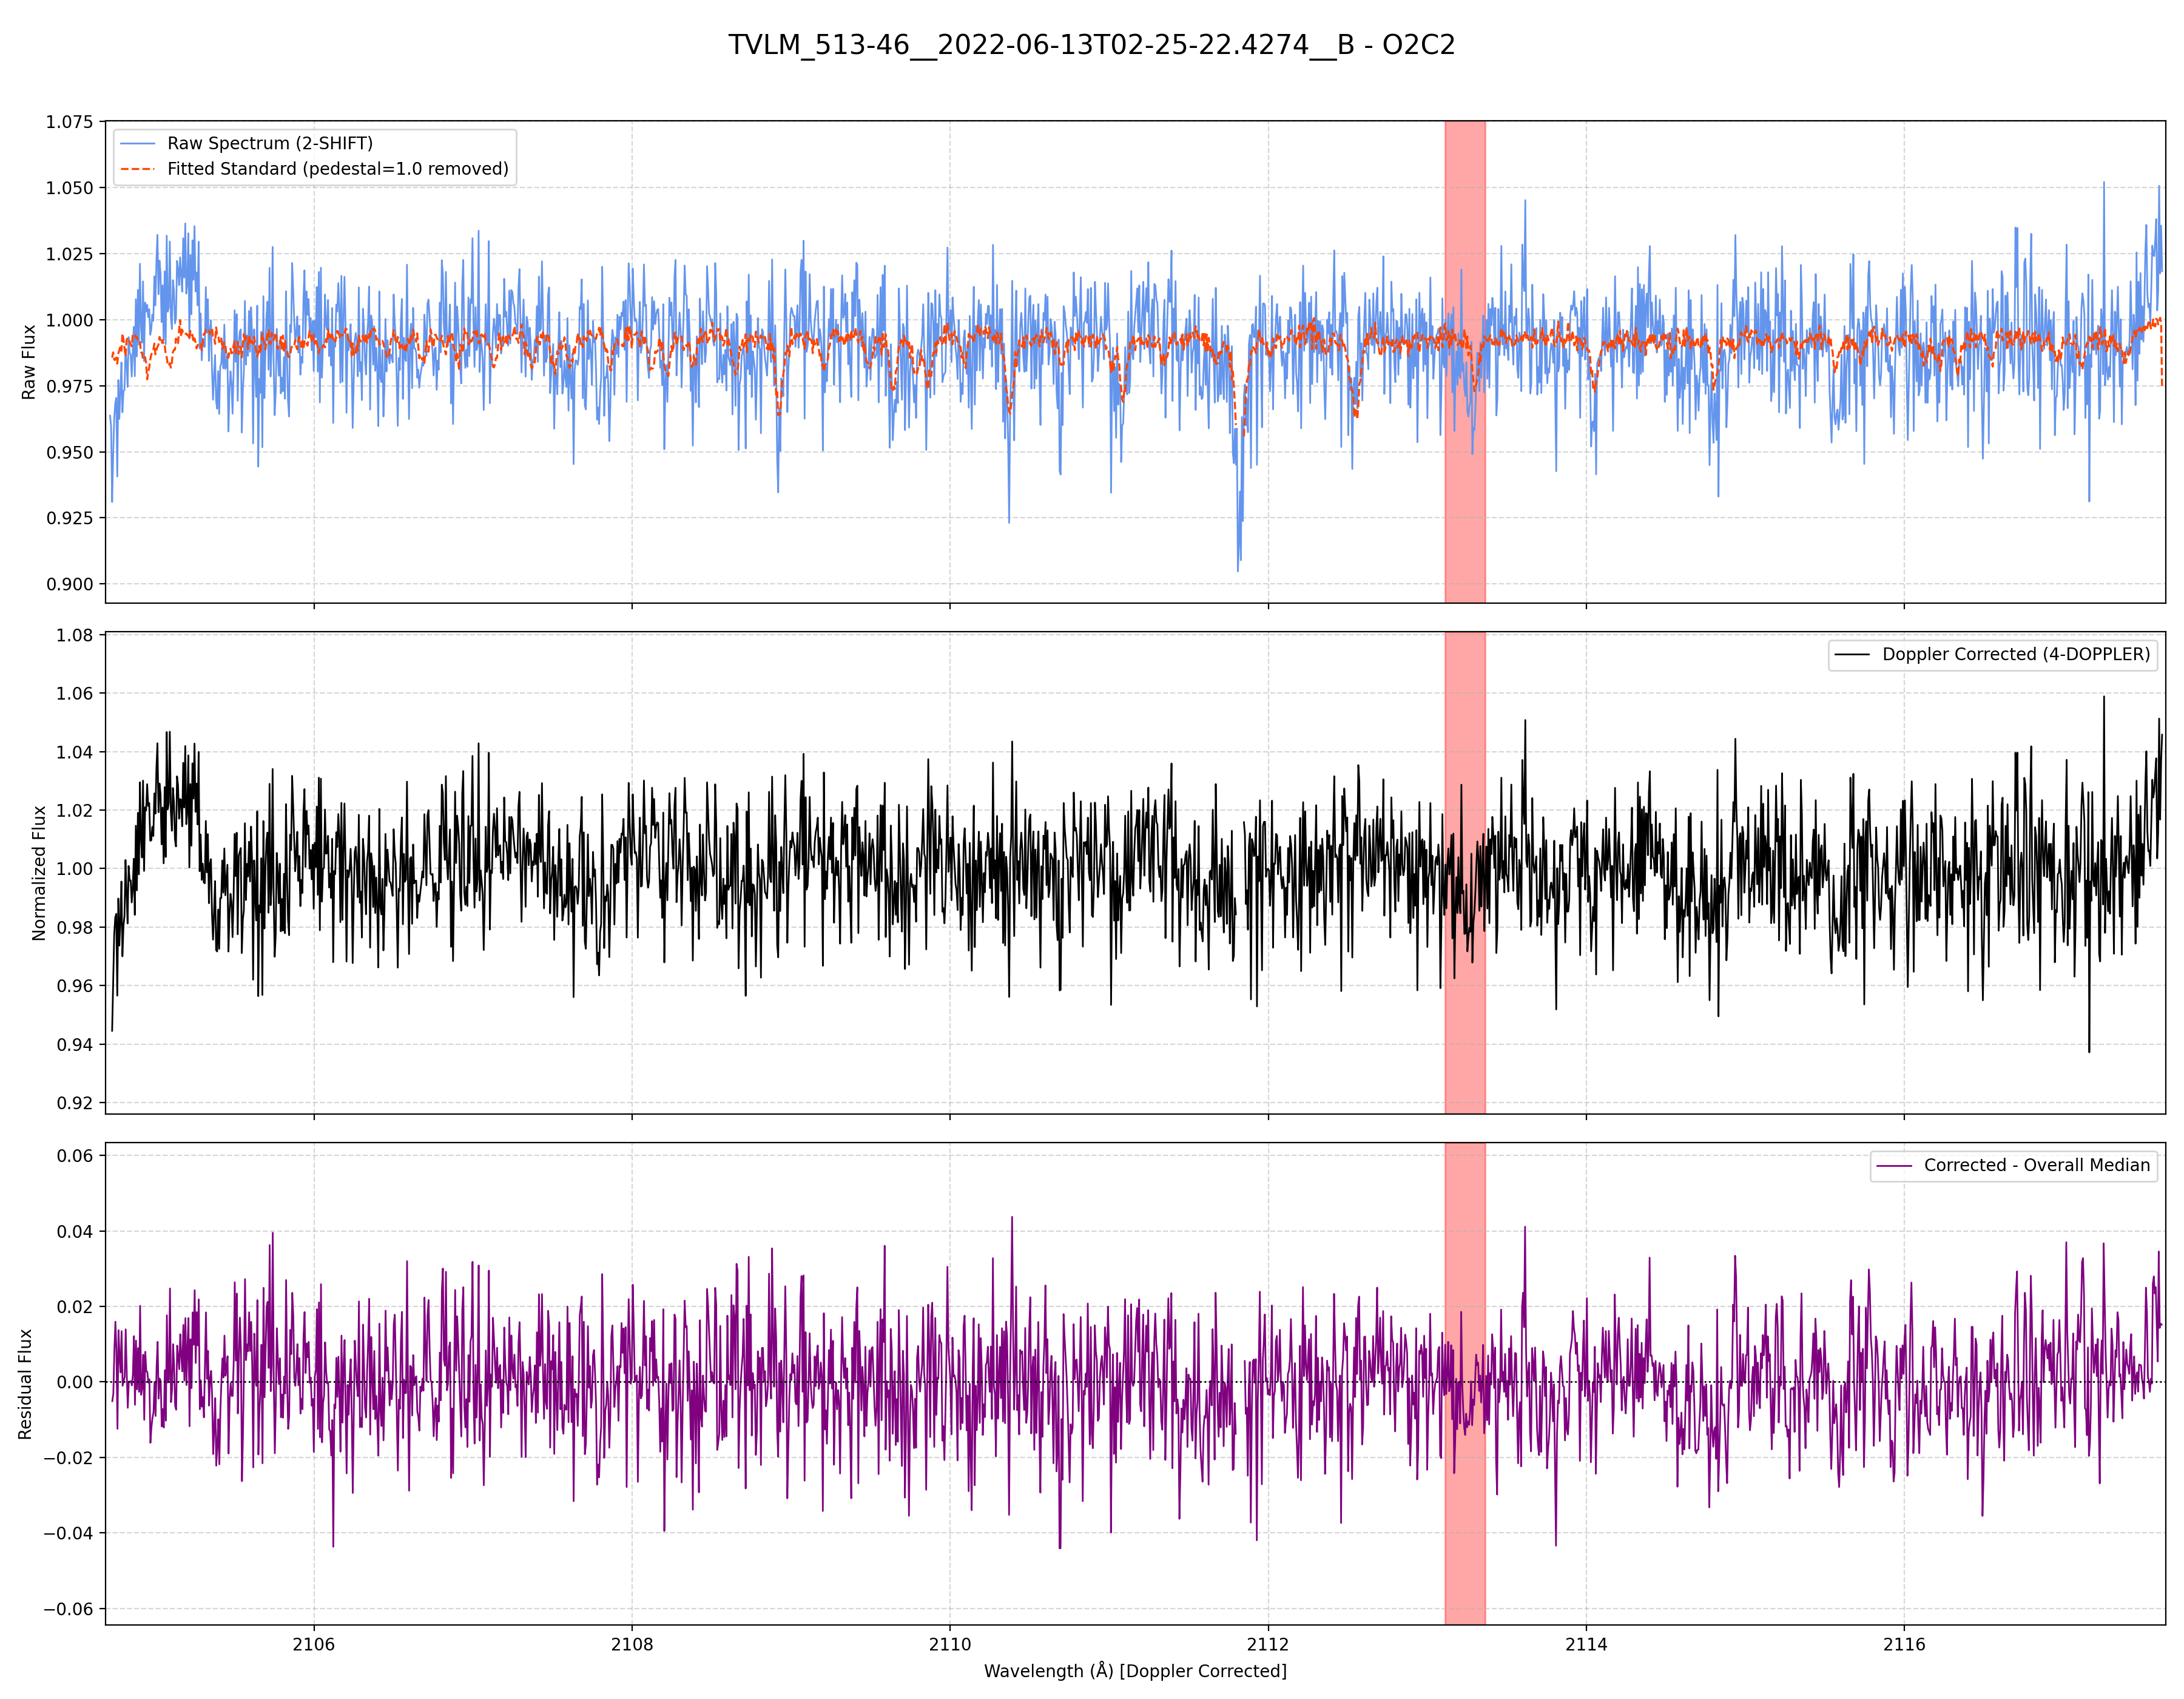 TVLM_513-46__2022-06-13T02-25-22.4274__B - O2C2
1.075
1.050
1.025
1.000
0.975
0.950
0.925
0.900
Raw Flux
Raw Spectrum (2-SHIFT)
Fitted Standard (pedestal=1.0 removed)
1.08
1.06
1.04
1.02
1.00
0.98
0.96
0.94
0.92
Normalized Flux
Doppler Corrected (4-DOPPLER)
0.06
0.04
0.02
0.00
−0.02
−0.04
−0.06
Residual Flux
Corrected - Overall Median
2106 2108 2110 2112 2114 2116
Wavelength (Å) [Doppler Corrected]